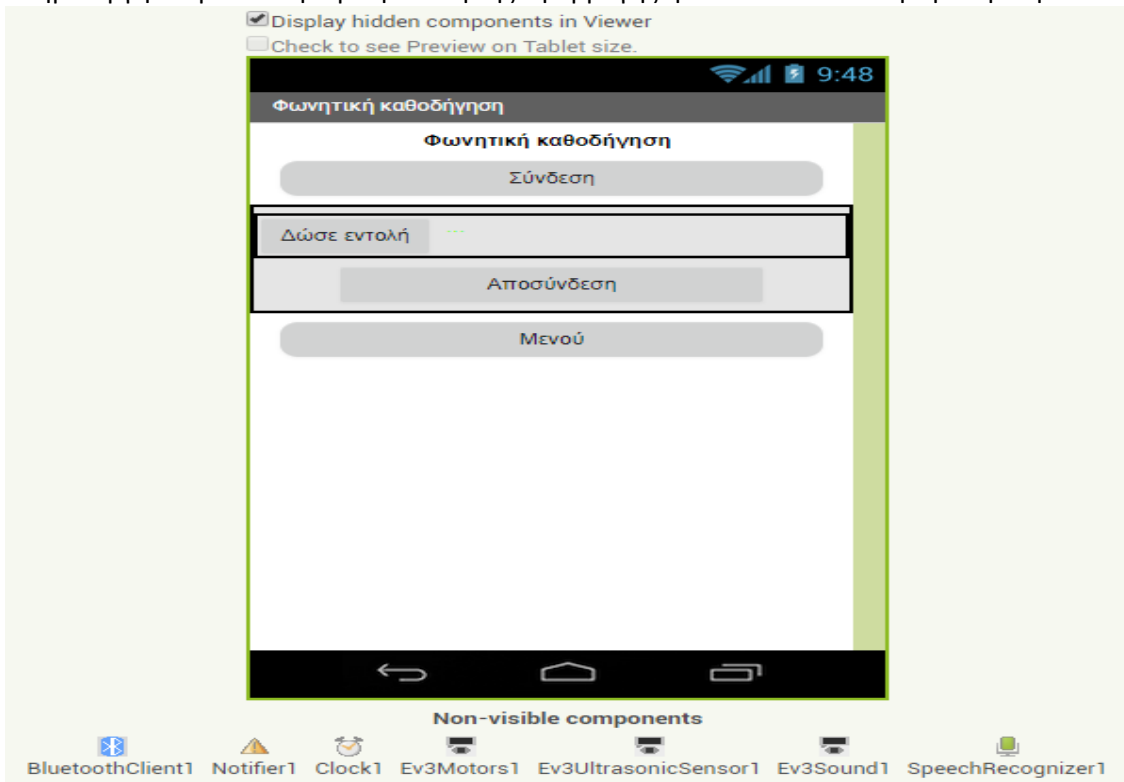 Display hidden components in Viewer
Check to see Preview on Tablet size.
9:48
Φωνητική καθοδήγηση
Φωνητική καθοδήγηση
Σύνδεση
Δώσε εντολή ...
Αποσύνδεση
Μενού
Non-visible components
BluetoothClient1 Notifier1 Clock1 Ev3Motors1 Ev3UltrasonicSensor1 Ev3Sound1 SpeechRecognizer1